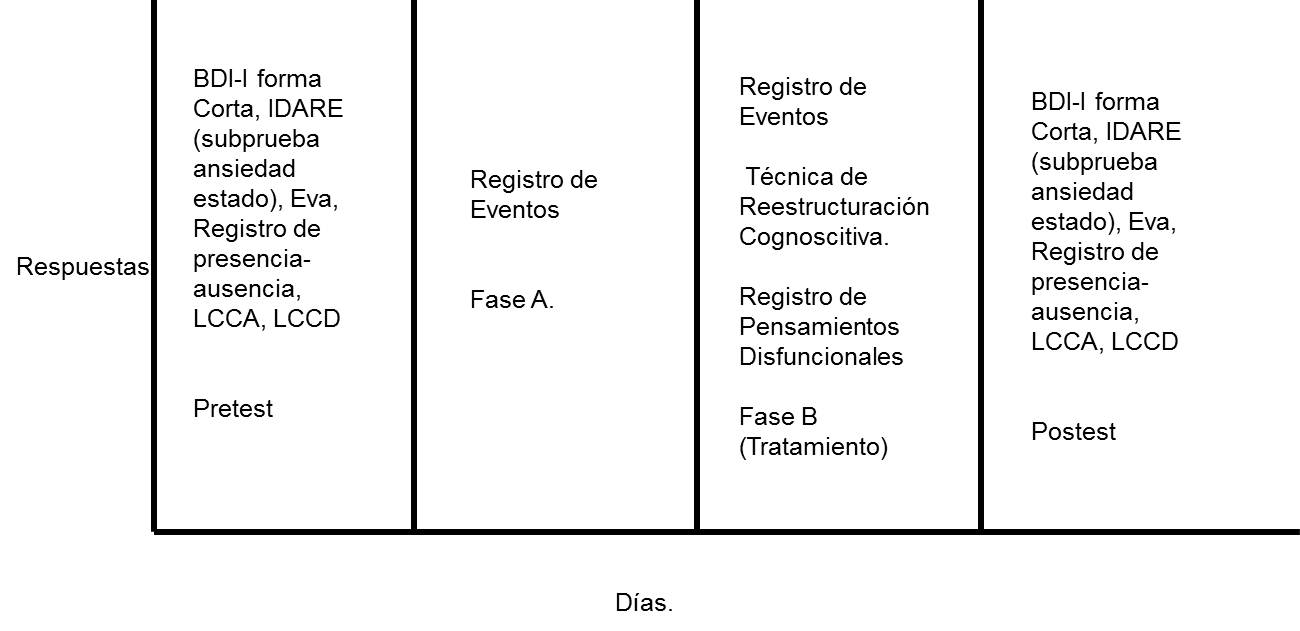 Respuestas
BDI-I forma
Corta, IDARE
(subprueba
ansiedad
estado), Eva,
Registro de
presencia-
ausencia,
LCCA, LCCD
Pretest
Registro de
Eventos
Fase A.
Registro de
Eventos
Técnica de
Reestructuración
Cognoscitiva.
Registro de
Pensamientos
Disfuncionales
Fase B
(Tratamiento)
BDI-I forma
Corta, IDARE
(subprueba
ansiedad
estado), Eva,
Registro de
presencia-
ausencia,
LCCA, LCCD
Postest
Días.